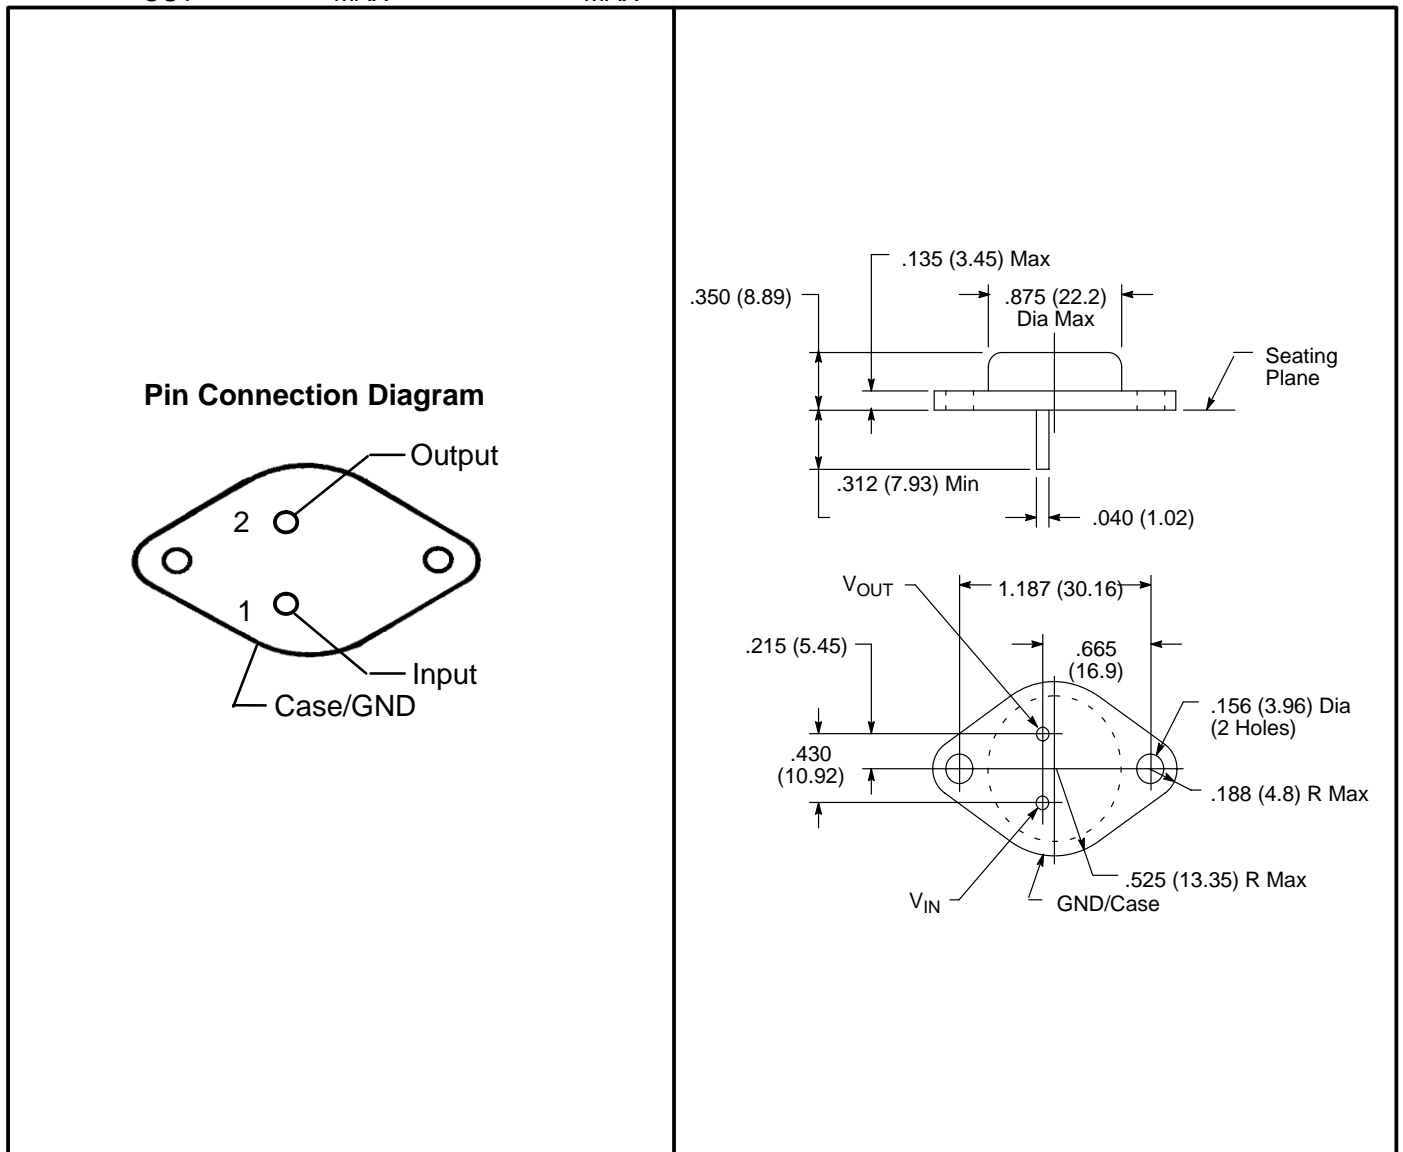 Pin Connection Diagram
Output
2
1
Input
Case/GND
.135 (3.45) Max
.350 (8.89)
.875 (22.2)
Dia Max
Seating
Plane
.312 (7.93) Min
.040 (1.02)
VOUT
1.187 (30.16)
.215 (5.45)
.665
(16.9)
.156 (3.96) Dia
(2 Holes)
.430
(10.92)
.188 (4.8) R Max
.525 (13.35) R Max
VIN
GND/Case